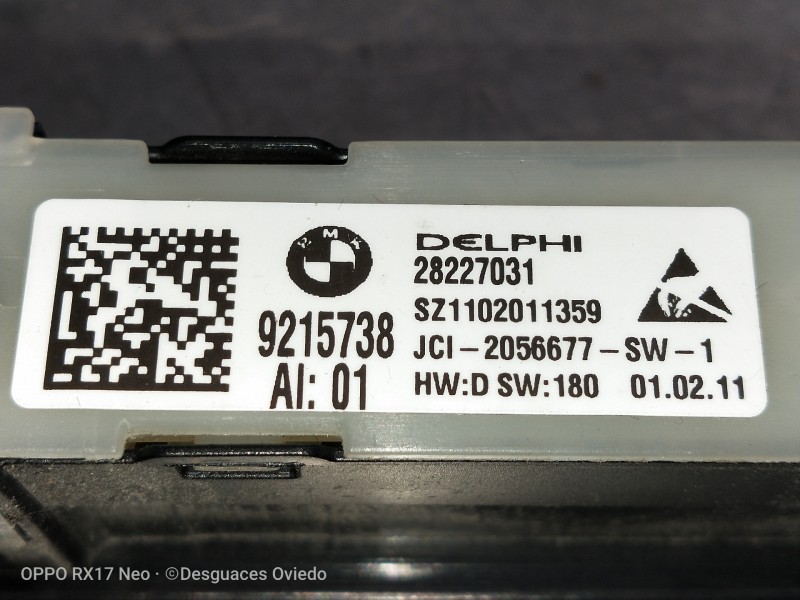 BMW
9215738
AI: 01
DELPHI
28227031
SZ1102011359
JCI-2056677-SW-1
HW:D SW:180 01.02.11
OPPO RX17 Neo · ©Desguaces Oviedo